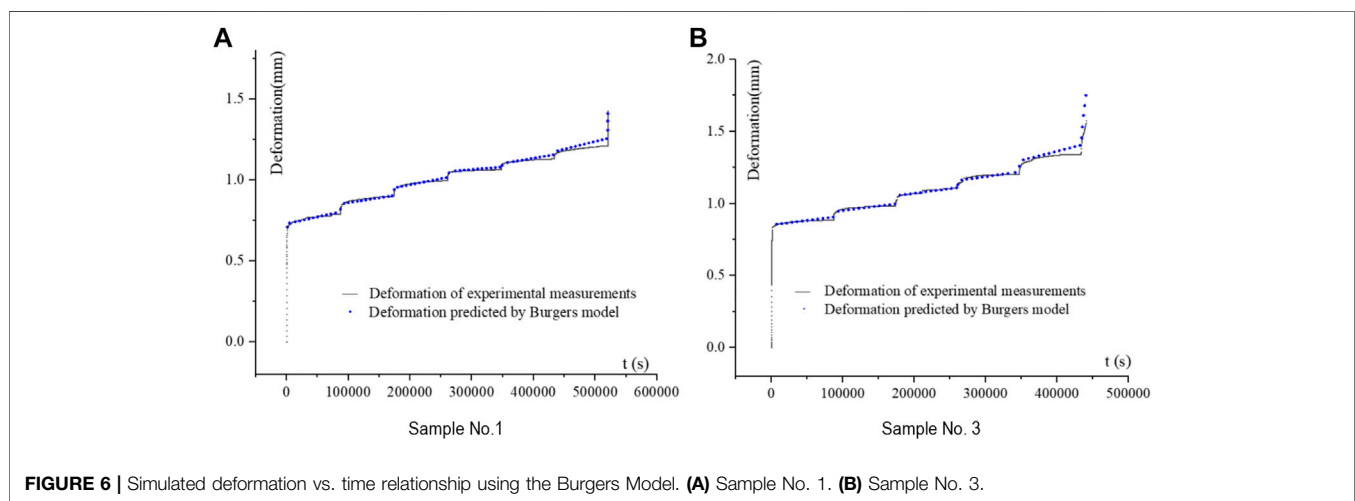 A
Deformation(mm)
1.5
1.0
0.5
0.0
Deformation of experimental measurements
Deformation predicted by Burgers model
t (s)
0 100000 200000 300000 400000 500000 600000
Sample No.1
B
Deformation(mm)
2.0
1.5
1.0
0.5
0.0
Deformation of experimental measurements
Deformation predicted by Burgers model
t (s)
0 100000 200000 300000 400000 500000
Sample No. 3
FIGURE 6 | Simulated deformation vs. time relationship using the Burgers Model. (A) Sample No. 1. (B) Sample No. 3.